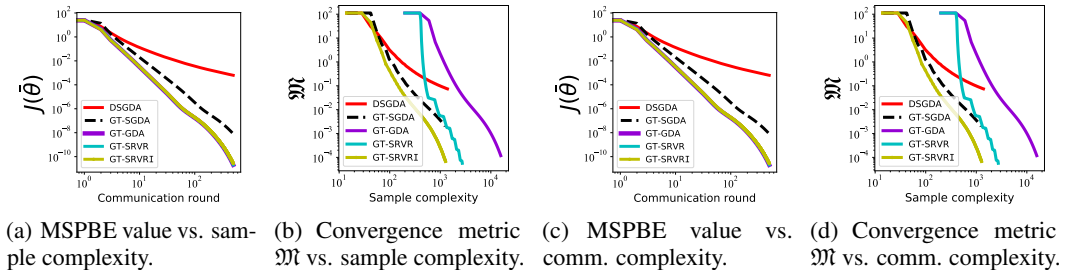 10^2
10^0
10^-2
10^-4
10^-6
10^-8
10^-10
J(θ̄)
DSGDA
GT-SGDA
GT-GDA
GT-SRVR
GT-SRVRI
10^0 10^1 10^2
Communication round
10^2
10^1
10^0
10^-1
10^-2
10^-3
10^-4
𝔐
DSGDA
GT-SGDA
GT-GDA
GT-SRVR
GT-SRVRI
10^1 10^2 10^3 10^4
Sample complexity
10^2
10^0
10^-2
10^-4
10^-6
10^-8
10^-10
J(θ̄)
DSGDA
GT-SGDA
GT-GDA
GT-SRVR
GT-SRVRI
10^0 10^1 10^2
Communication round
10^2
10^1
10^0
10^-1
10^-2
10^-3
10^-4
𝔐
DSGDA
GT-SGDA
GT-GDA
GT-SRVR
GT-SRVRI
10^1 10^2 10^3 10^4
Sample complexity
(a) MSPBE value vs. sam-
ple complexity.
(b) Convergence metric
𝔐 vs. sample complexity.
(c) MSPBE value vs.
comm. complexity.
(d) Convergence metric
𝔐 vs. comm. complexity.